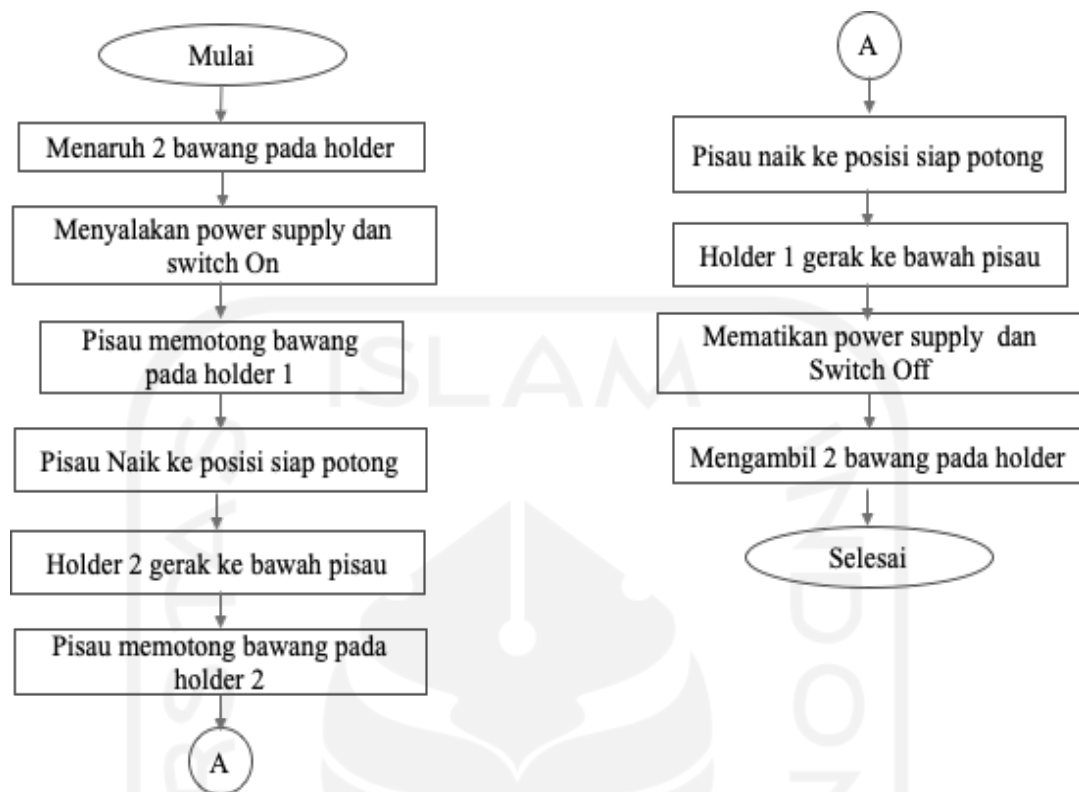 Mulai
Menaruh 2 bawang pada holder
Menyalakan power supply dan
switch On
Pisau memotong bawang
pada holder 1
Pisau Naik ke posisi siap potong
Holder 2 gerak ke bawah pisau
Pisau memotong bawang pada
holder 2
A
A
Pisau naik ke posisi siap potong
Holder 1 gerak ke bawah pisau
Mematikan power supply dan
Switch Off
Mengambil 2 bawang pada holder
Selesai
ISLAM